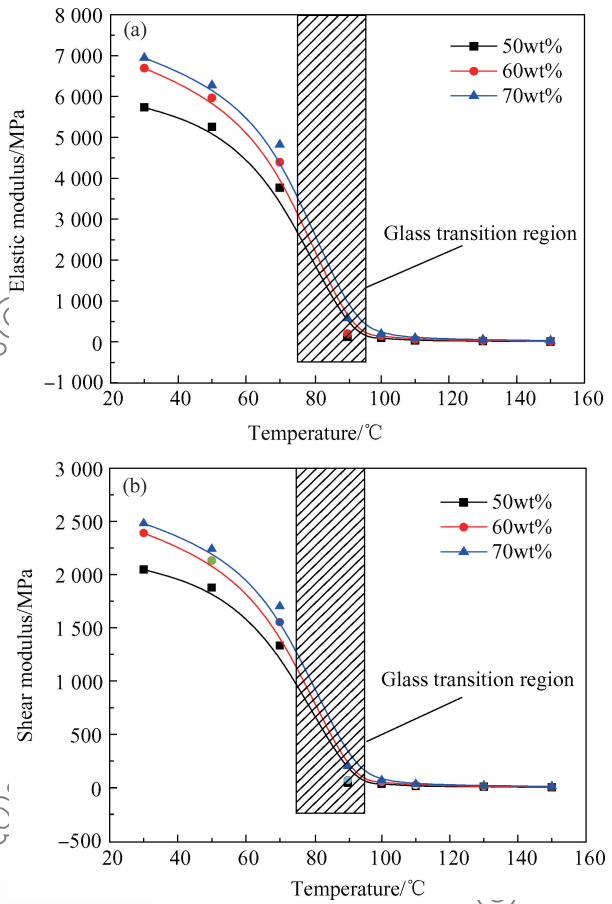 (a)
50wt%
60wt%
70wt%
8 000
7 000
6 000
5 000
4 000
3 000
2 000
1 000
0
−1 000
Elastic modulus/MPa
Glass transition region
20 40 60 80 100 120 140 160
Temperature/℃
(b)
50wt%
60wt%
70wt%
3 000
2 500
2 000
1 500
1 000
500
0
−500
Shear modulus/MPa
Glass transition region
20 40 60 80 100 120 140 160
Temperature/℃